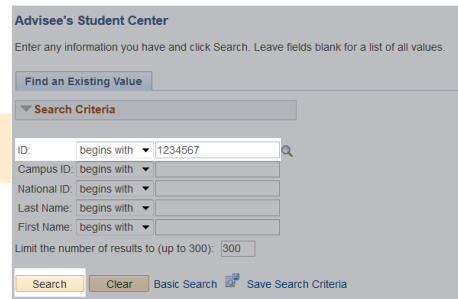 Advisee's Student Center
Enter any information you have and click Search. Leave fields blank for a list of all values.
Find an Existing Value
Search Criteria
ID: begins with 1234567
Campus ID: begins with
National ID: begins with
Last Name: begins with
First Name: begins with
Limit the number of results to (up to 300): 300
Search Clear Basic Search Save Search Criteria